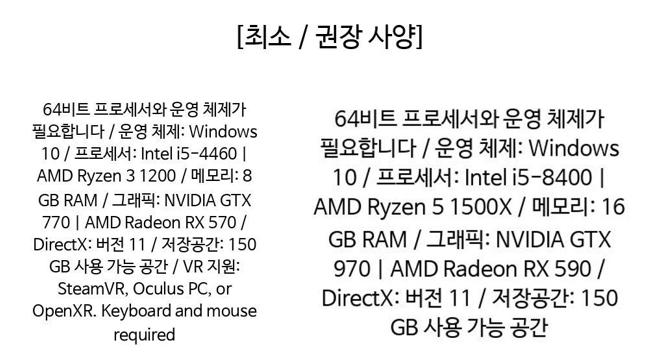 [최소 / 권장 사양]
64비트 프로세서와 운영 체제가
필요합니다 / 운영 체제: Windows
10 / 프로세서: Intel i5-4460 |
AMD Ryzen 3 1200 / 메모리: 8
GB RAM / 그래픽: NVIDIA GTX
770 | AMD Radeon RX 570 /
DirectX: 버전 11 / 저장공간: 150
GB 사용 가능 공간 / VR 지원:
SteamVR, Oculus PC, or
OpenXR. Keyboard and mouse
required
64비트 프로세서와 운영 체제가
필요합니다 / 운영 체제: Windows
10 / 프로세서: Intel i5-8400 |
AMD Ryzen 5 1500X / 메모리: 16
GB RAM / 그래픽: NVIDIA GTX
970 | AMD Radeon RX 590 /
DirectX: 버전 11 / 저장공간: 150
GB 사용 가능 공간